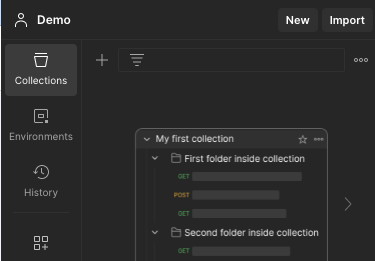 Demo
New
Import
Collections
Environments
History
My first collection
First folder inside collection
GET
POST
GET
Second folder inside collection
GET